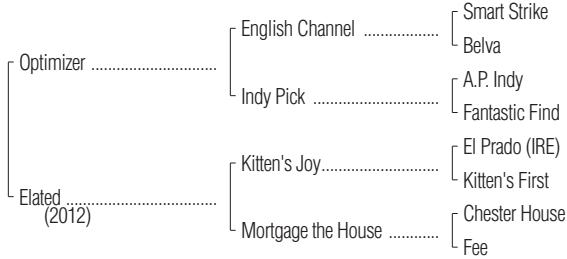 Smart Strike
English Channel ..................
Belva
Optimizer ..............................
A.P. Indy
Indy Pick ..............................
Fantastic Find
El Prado (IRE)
Kitten's Joy............................
Kitten's First
Elated .............................
(2012)
Chester House
Mortgage the House ............
Fee